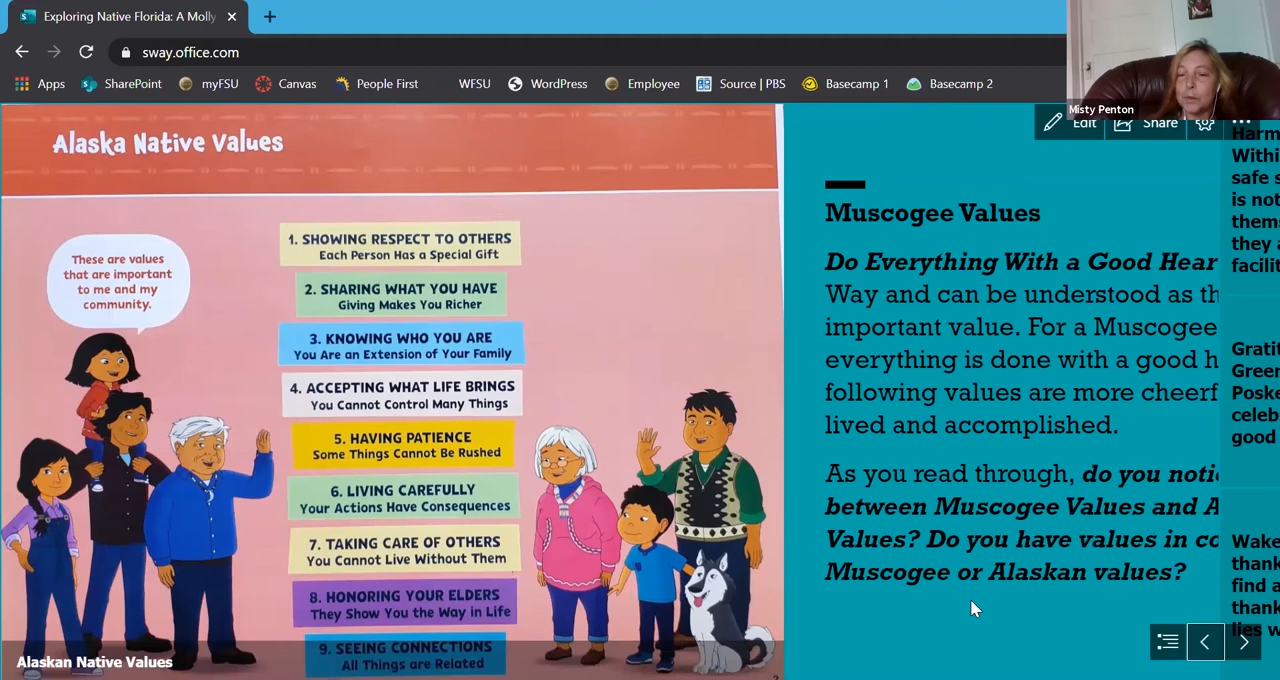 Exploring Native Florida: A Molly
sway.office.com
Apps SharePoint myFSU Canvas People First WFSU WordPress Employee Source | PBS Basecamp 1 Basecamp 2
Misty Penton
Edit Share
Alaska Native Values
These are values
that are important
to me and my
community.
1. SHOWING RESPECT TO OTHERS
Each Person Has a Special Gift
2. SHARING WHAT YOU HAVE
Giving Makes You Richer
3. KNOWING WHO YOU ARE
You Are an Extension of Your Family
4. ACCEPTING WHAT LIFE BRINGS
You Cannot Control Many Things
5. HAVING PATIENCE
Some Things Cannot Be Rushed
6. LIVING CAREFULLY
Your Actions Have Consequences
7. TAKING CARE OF OTHERS
You Cannot Live Without Them
8. HONORING YOUR ELDERS
They Show You the Way in Life
9. SEEING CONNECTIONS
All Things are Related
Alaskan Native Values
Muscogee Values
Do Everything With a Good Hear
Way and can be understood as th
important value. For a Muscogee
everything is done with a good h
following values are more cheerf
lived and accomplished.
As you read through, do you noti
between Muscogee Values and A
Values? Do you have values in co
Muscogee or Alaskan values?
Harm
Within
safe s
is not
thems
they a
facilit
Gratit
Green
Poske
celeb
good
Wake
thank
find a
thank
lies w